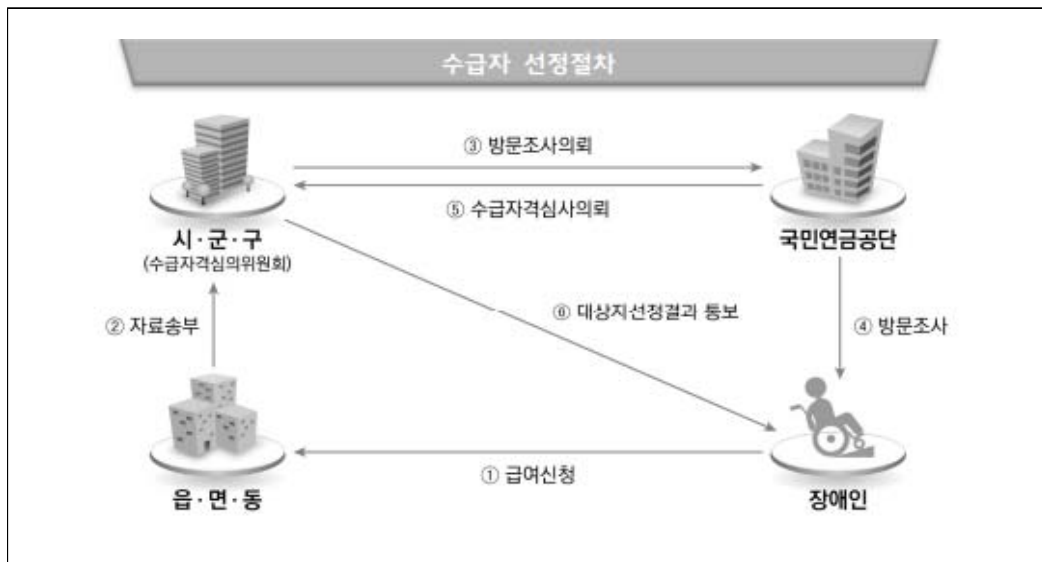 수급자 선정절차
③ 방문조사의뢰
⑤ 수급자격심사의뢰
시·군·구
(수급자격심의위원회)
국민연금공단
② 자료송부
⑥ 대상자선정결과 통보
④ 방문조사
① 급여신청
읍·면·동
장애인